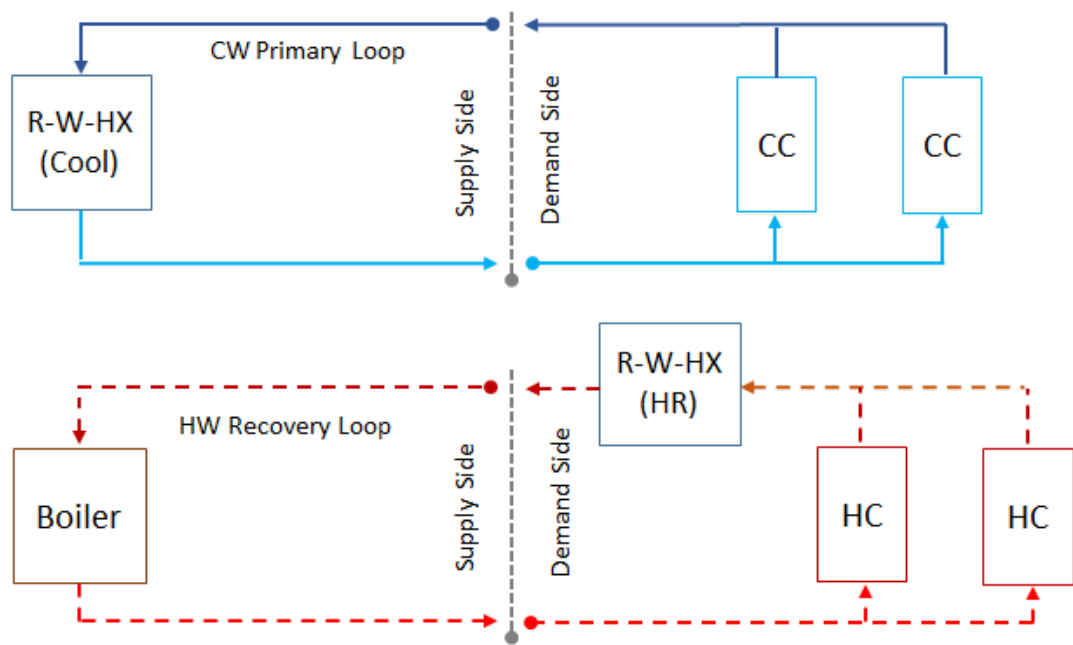 CW Primary Loop
R-W-HX
(Cool)
Supply Side
Demand Side
CC
CC
R-W-HX
(HR)
HW Recovery Loop
Boiler
Supply Side
Demand Side
HC
HC